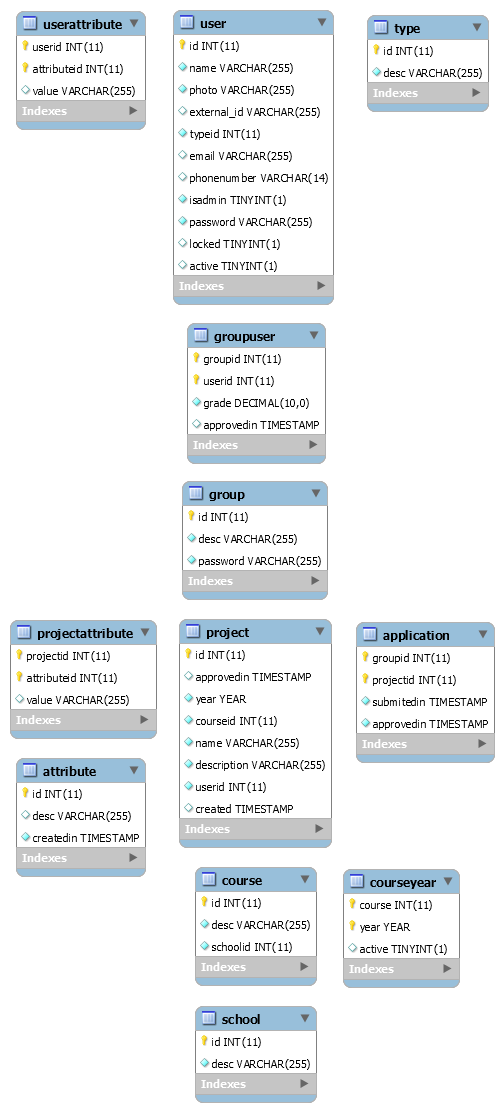 userattribute
userid INT(11)
attributeid INT(11)
value VARCHAR(255)
Indexes
user
id INT(11)
name VARCHAR(255)
photo VARCHAR(255)
external_id VARCHAR(255)
typeid INT(11)
email VARCHAR(255)
phonenumber VARCHAR(14)
isadmin TINYINT(1)
password VARCHAR(255)
locked TINYINT(1)
active TINYINT(1)
Indexes
type
id INT(11)
desc VARCHAR(255)
Indexes
groupuser
groupid INT(11)
userid INT(11)
grade DECIMAL(10,0)
approvedin TIMESTAMP
Indexes
group
id INT(11)
desc VARCHAR(255)
password VARCHAR(255)
Indexes
projectattribute
projectid INT(11)
attributeid INT(11)
value VARCHAR(255)
Indexes
project
id INT(11)
approvedin TIMESTAMP
year YEAR
courseid INT(11)
name VARCHAR(255)
description VARCHAR(255)
userid INT(11)
created TIMESTAMP
Indexes
application
groupid INT(11)
projectid INT(11)
submitedin TIMESTAMP
approvedin TIMESTAMP
Indexes
attribute
id INT(11)
desc VARCHAR(255)
createdin TIMESTAMP
Indexes
course
id INT(11)
desc VARCHAR(255)
schoolid INT(11)
Indexes
courseyear
course INT(11)
year YEAR
active TINYINT(1)
Indexes
school
id INT(11)
desc VARCHAR(255)
Indexes